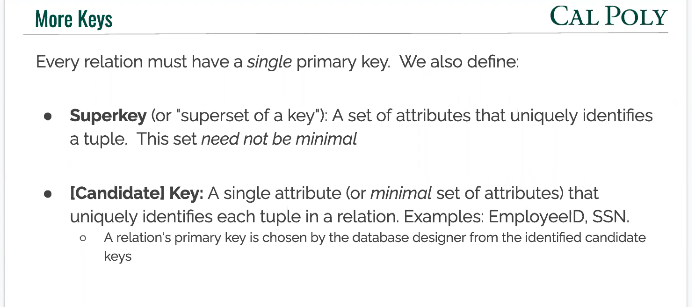 More Keys
CAL POLY
Every relation must have a single primary key. We also define:
● Superkey (or "superset of a key"): A set of attributes that uniquely identifies
a tuple. This set need not be minimal
● [Candidate] Key: A single attribute (or minimal set of attributes) that
uniquely identifies each tuple in a relation. Examples: EmployeeID, SSN.
○ A relation's primary key is chosen by the database designer from the identified candidate
keys